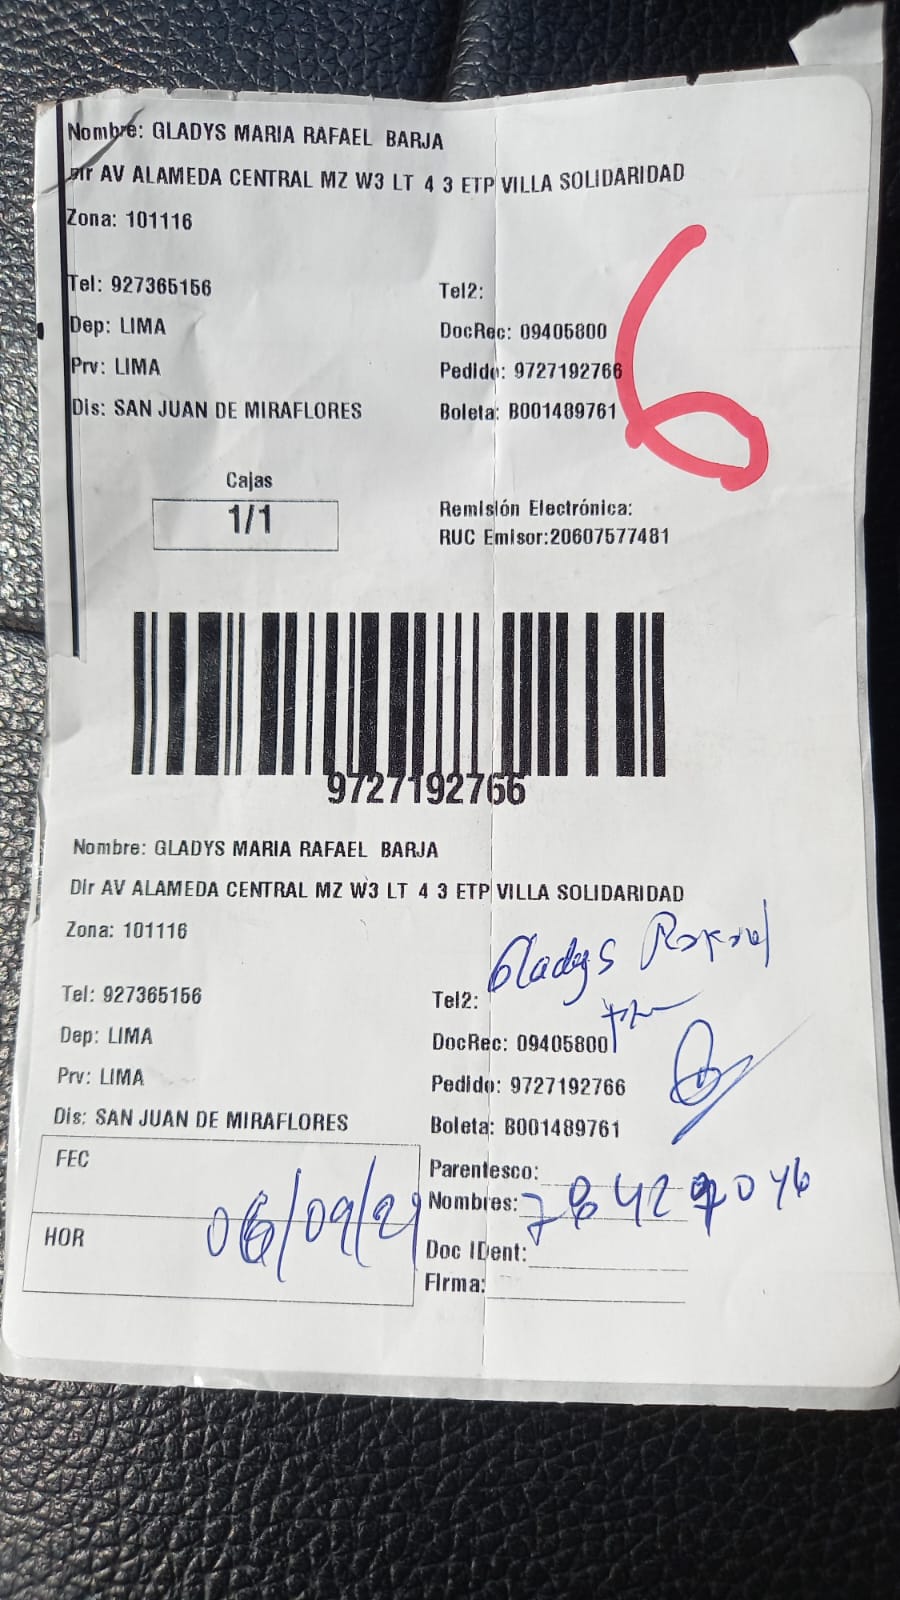 Nombre: GLADYS MARIA RAFAEL BARJA
Dir AV ALAMEDA CENTRAL MZ W3 LT 4 3 ETP VILLA SOLIDARIDAD
Zona: 101116
6
Tel: 927365156 Tel2:
Dep: LIMA DocRec: 09405800
Prv: LIMA Pedido: 9727192766
Dis: SAN JUAN DE MIRAFLORES Boleta: B001489761
Cajas
1/1
Remisión Electrónica:
RUC Emisor:20607577481
9727192766
Nombre: GLADYS MARIA RAFAEL BARJA
Dir AV ALAMEDA CENTRAL MZ W3 LT 4 3 ETP VILLA SOLIDARIDAD
Zona: 101116
Gladys Rafael
Tel: 927365156 Tel2:
Dep: LIMA DocRec: 09405800
Prv: LIMA Pedido: 9727192766
Dis: SAN JUAN DE MIRAFLORES Boleta: B001489761
FEC
Parentesco:
Nombres:
HOR 06/09/21
Doc IDent:
Firma: